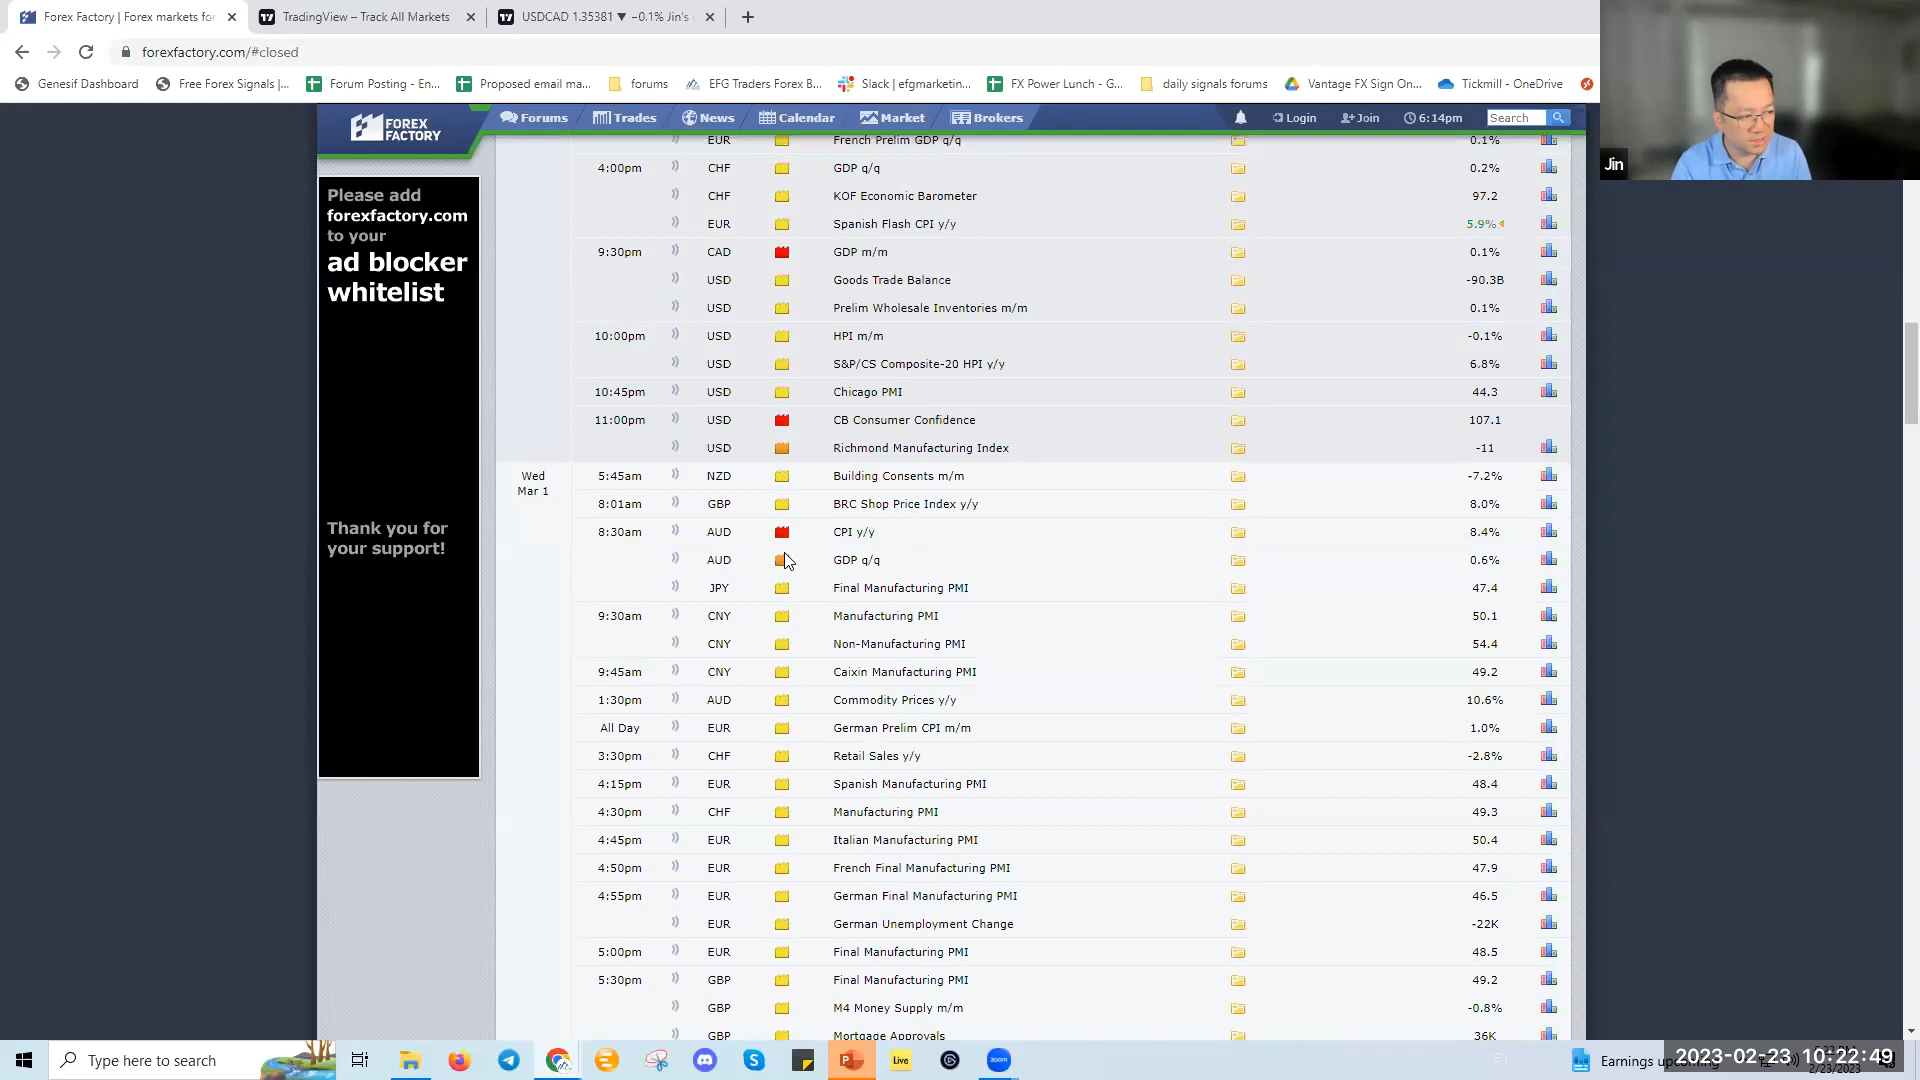 Forex Factory | Forex markets for
TradingView – Track All Markets
USDCAD 1.35381 ▼ −0.1% Jin's
forexfactory.com/#closed
Genesif Dashboard
Free Forex Signals |...
Forum Posting - En...
Proposed email ma...
forums
EFG Traders Forex B...
Slack | efgmarketin...
FX Power Lunch - G...
daily signals forums
Vantage FX Sign On...
Tickmill - OneDrive
FOREX FACTORY
Forums
Trades
News
Calendar
Market
Brokers
Login
Join
6:14pm
Search
Jin
Please add
forexfactory.com
to your
ad blocker
whitelist
Thank you for
your support!
EUR French Prelim GDP q/q 0.1%
4:00pm CHF GDP q/q 0.2%
CHF KOF Economic Barometer 97.2
EUR Spanish Flash CPI y/y 5.9%
9:30pm CAD GDP m/m 0.1%
USD Goods Trade Balance -90.3B
USD Prelim Wholesale Inventories m/m 0.1%
10:00pm USD HPI m/m -0.1%
USD S&P/CS Composite-20 HPI y/y 6.8%
10:45pm USD Chicago PMI 44.3
11:00pm USD CB Consumer Confidence 107.1
USD Richmond Manufacturing Index -11
Wed 5:45am NZD Building Consents m/m -7.2%
Mar 1
8:01am GBP BRC Shop Price Index y/y 8.0%
8:30am AUD CPI y/y 8.4%
AUD GDP q/q 0.6%
JPY Final Manufacturing PMI 47.4
9:30am CNY Manufacturing PMI 50.1
CNY Non-Manufacturing PMI 54.4
9:45am CNY Caixin Manufacturing PMI 49.2
1:30pm AUD Commodity Prices y/y 10.6%
All Day EUR German Prelim CPI m/m 1.0%
3:30pm CHF Retail Sales y/y -2.8%
4:15pm EUR Spanish Manufacturing PMI 48.4
4:30pm CHF Manufacturing PMI 49.3
4:45pm EUR Italian Manufacturing PMI 50.4
4:50pm EUR French Final Manufacturing PMI 47.9
4:55pm EUR German Final Manufacturing PMI 46.5
EUR German Unemployment Change -22K
5:00pm EUR Final Manufacturing PMI 48.5
5:30pm GBP Final Manufacturing PMI 49.2
GBP M4 Money Supply m/m -0.8%
GBP Mortgage Approvals 36K
Type here to search
Live
zoom
Earnings
2023-02-23 10:22:49
2/23/2023